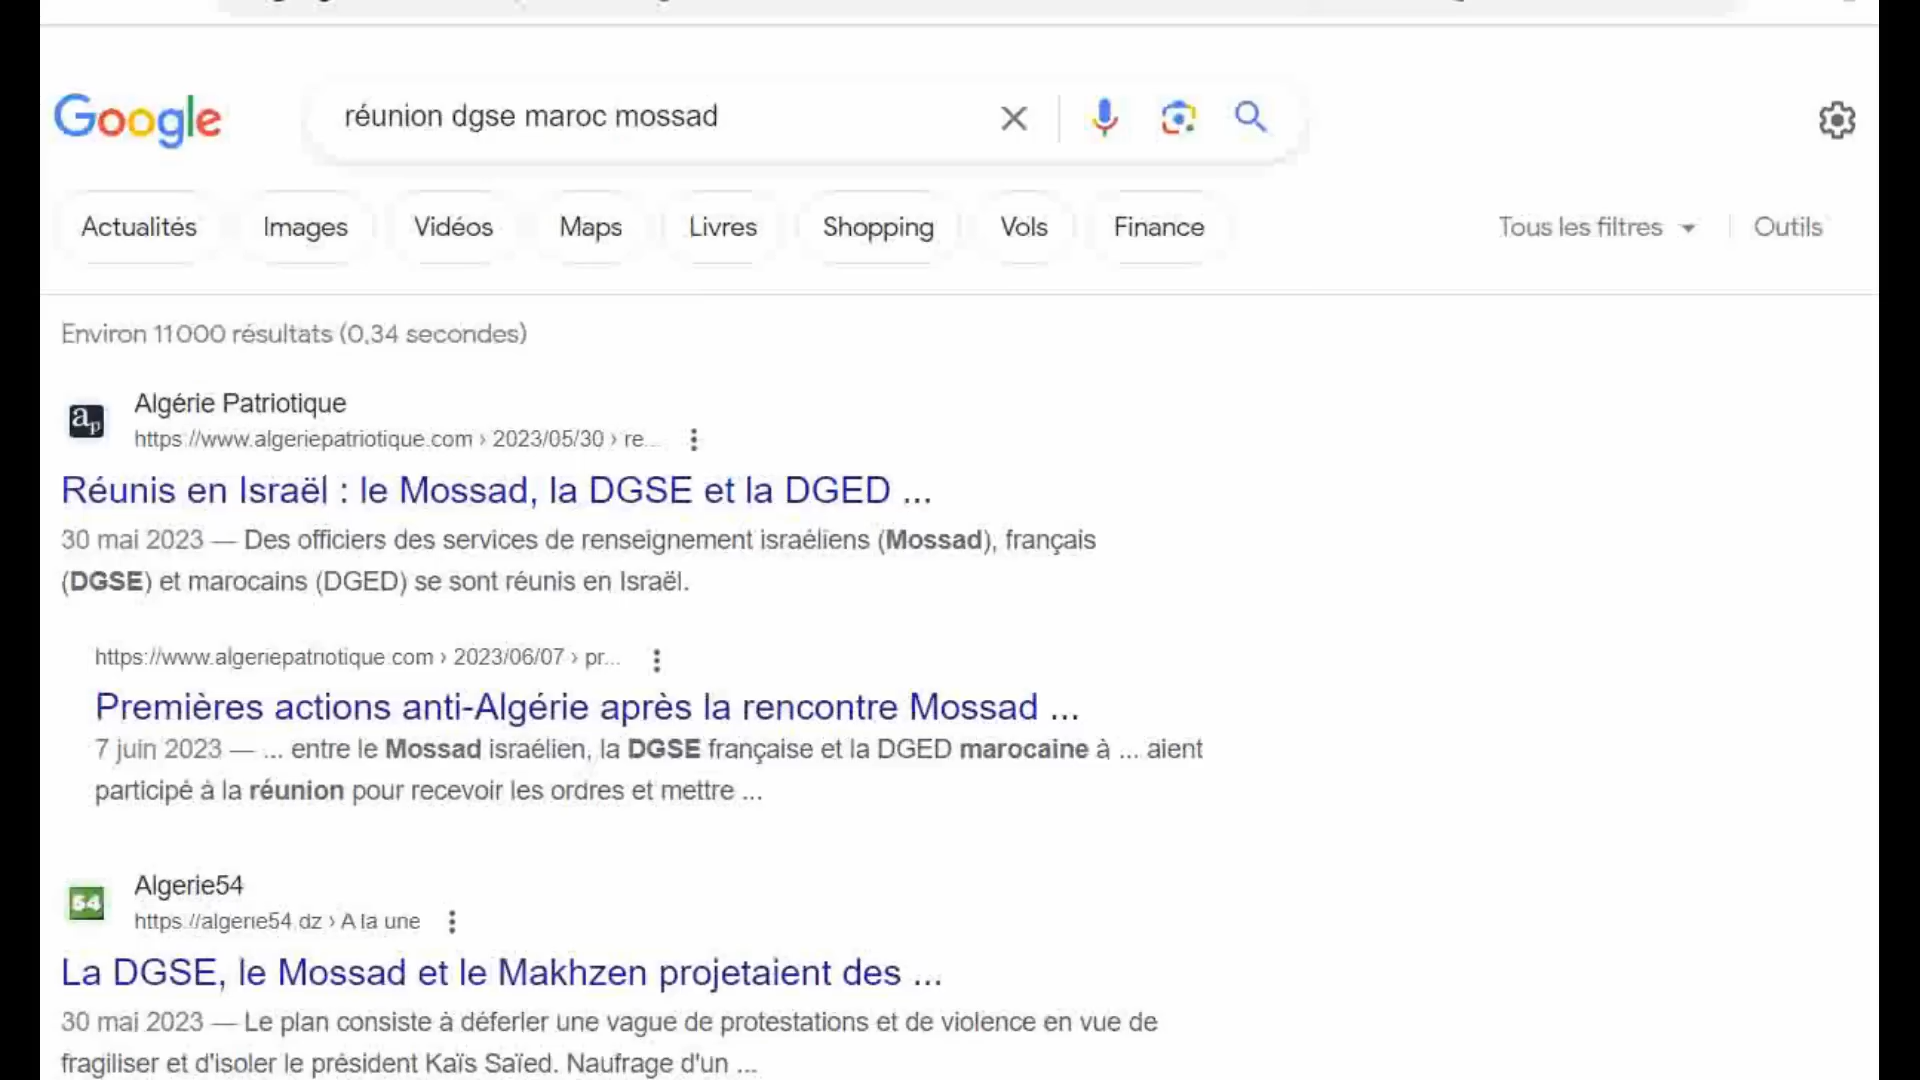 Google
réunion dgse maroc mossad
Actualités Images Vidéos Maps Livres Shopping Vols Finance Tous les filtres Outils
Environ 11 000 résultats (0,34 secondes)
ap
Algérie Patriotique
https://www.algeriepatriotique.com › 2023/05/30 › re...
Réunis en Israël : le Mossad, la DGSE et la DGED ...
30 mai 2023 — Des officiers des services de renseignement israéliens (Mossad), français
(DGSE) et marocains (DGED) se sont réunis en Israël.
https://www.algeriepatriotique.com › 2023/06/07 › pr...
Premières actions anti-Algérie après la rencontre Mossad ...
7 juin 2023 — ... entre le Mossad israélien, la DGSE française et la DGED marocaine à ... aient
participé à la réunion pour recevoir les ordres et mettre ...
54
Algerie54
https://algerie54.dz › A la une
La DGSE, le Mossad et le Makhzen projetaient des ...
30 mai 2023 — Le plan consiste à déferler une vague de protestations et de violence en vue de
fragiliser et d'isoler le président Kaïs Saïed. Naufrage d'un ...